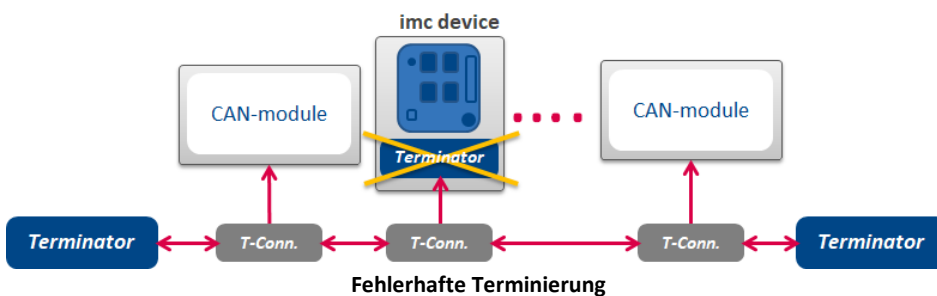 imc device
CAN-module
CAN-module
Terminator
Terminator
T-Conn.
T-Conn.
T-Conn.
Terminator
Fehlerhafte Terminierung